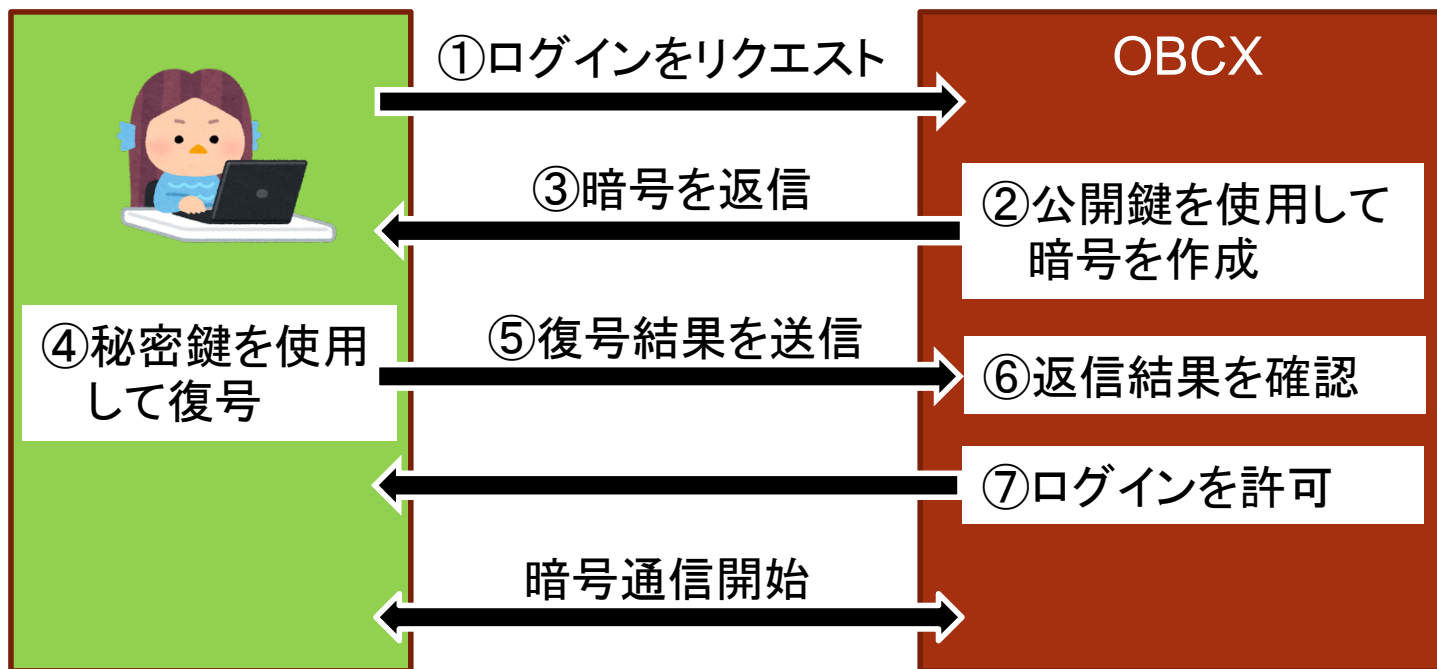 ①ログインをリクエスト
OBCX
③暗号を返信
②公開鍵を使用して
暗号を作成
④秘密鍵を使用
して復号
⑤復号結果を送信
⑥返信結果を確認
⑦ログインを許可
暗号通信開始